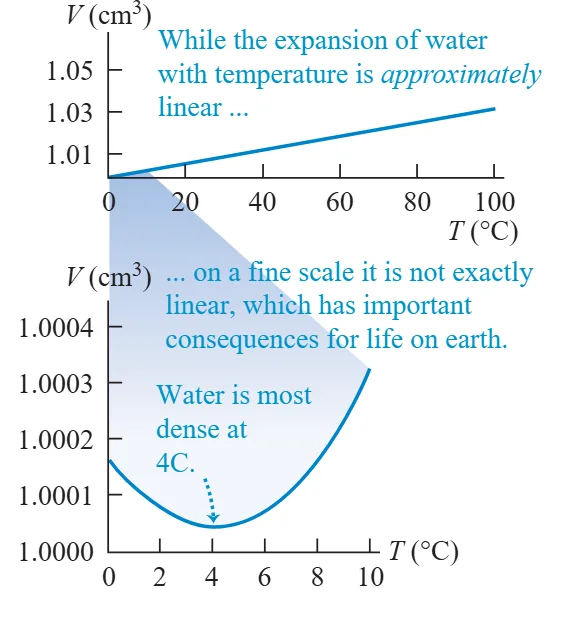 V (cm³)
While the expansion of water
with temperature is approximately
linear ...
1.05
1.03
1.01
0 20 40 60 80 100
T (°C)
V (cm³)
... on a fine scale it is not exactly
linear, which has important
consequences for life on earth.
1.0004
1.0003
Water is most
dense at
4C.
1.0002
1.0001
1.0000
T (°C)
0 2 4 6 8 10